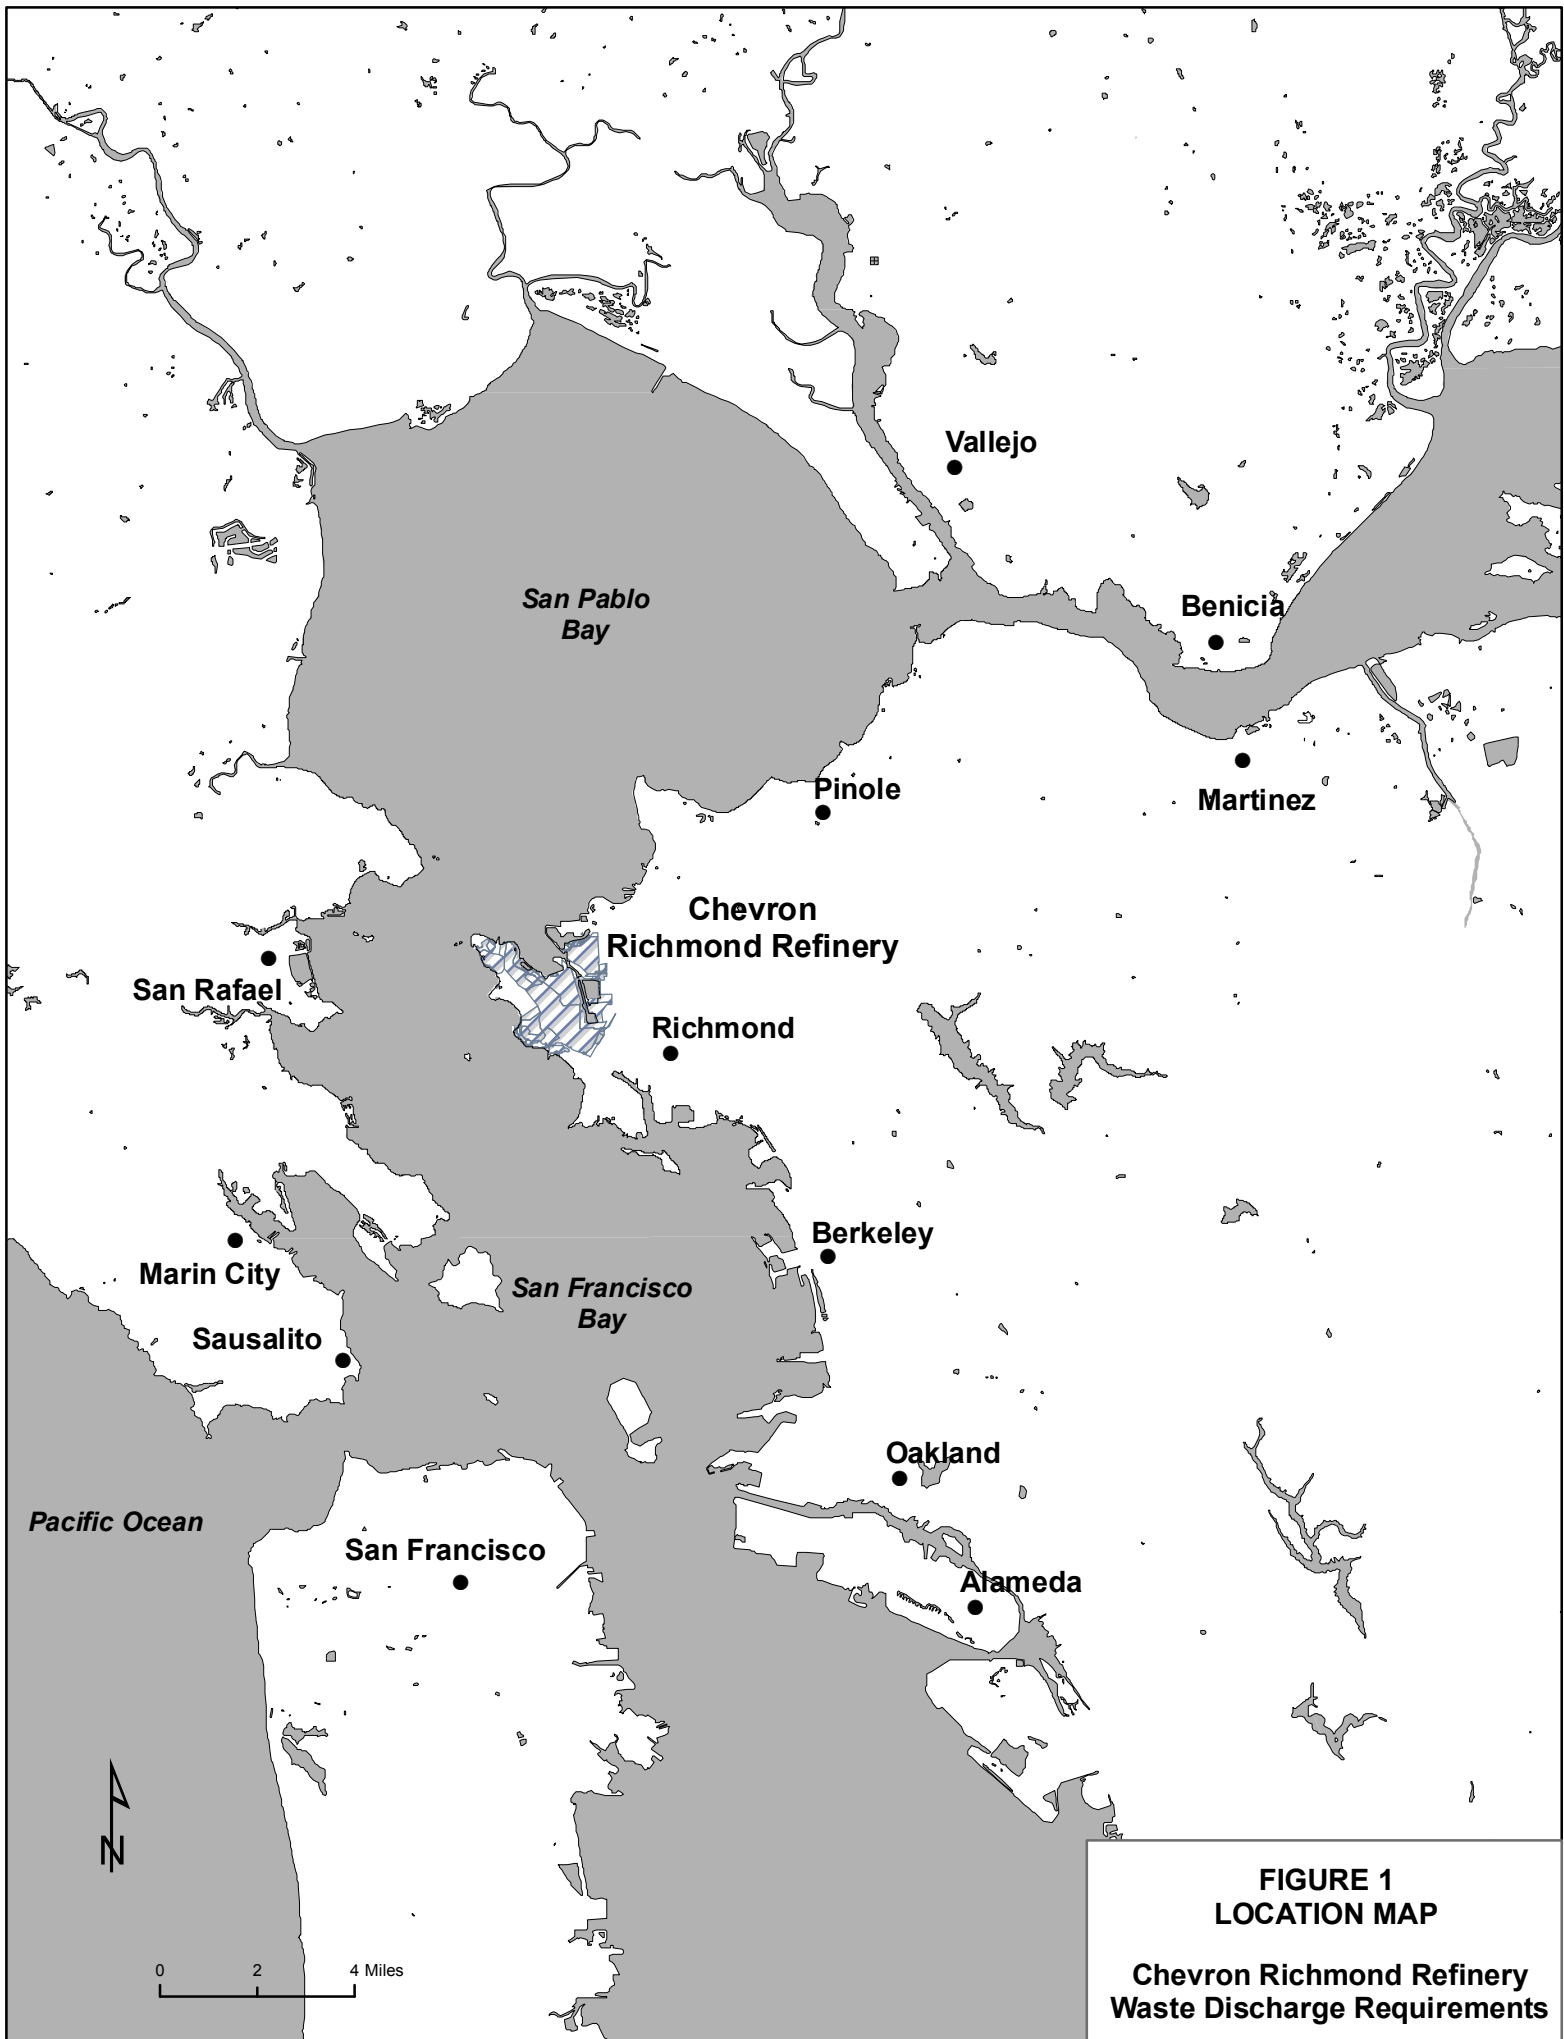 Vallejo
San Pablo
Bay
Benicia
Pinole
Martinez
Chevron
Richmond Refinery
San Rafael
Richmond
Berkeley
Marin City
San Francisco
Bay
Sausalito
Oakland
Pacific Ocean
San Francisco
Alameda
N
0 2 4 Miles
FIGURE 1
LOCATION MAP
Chevron Richmond Refinery
Waste Discharge Requirements